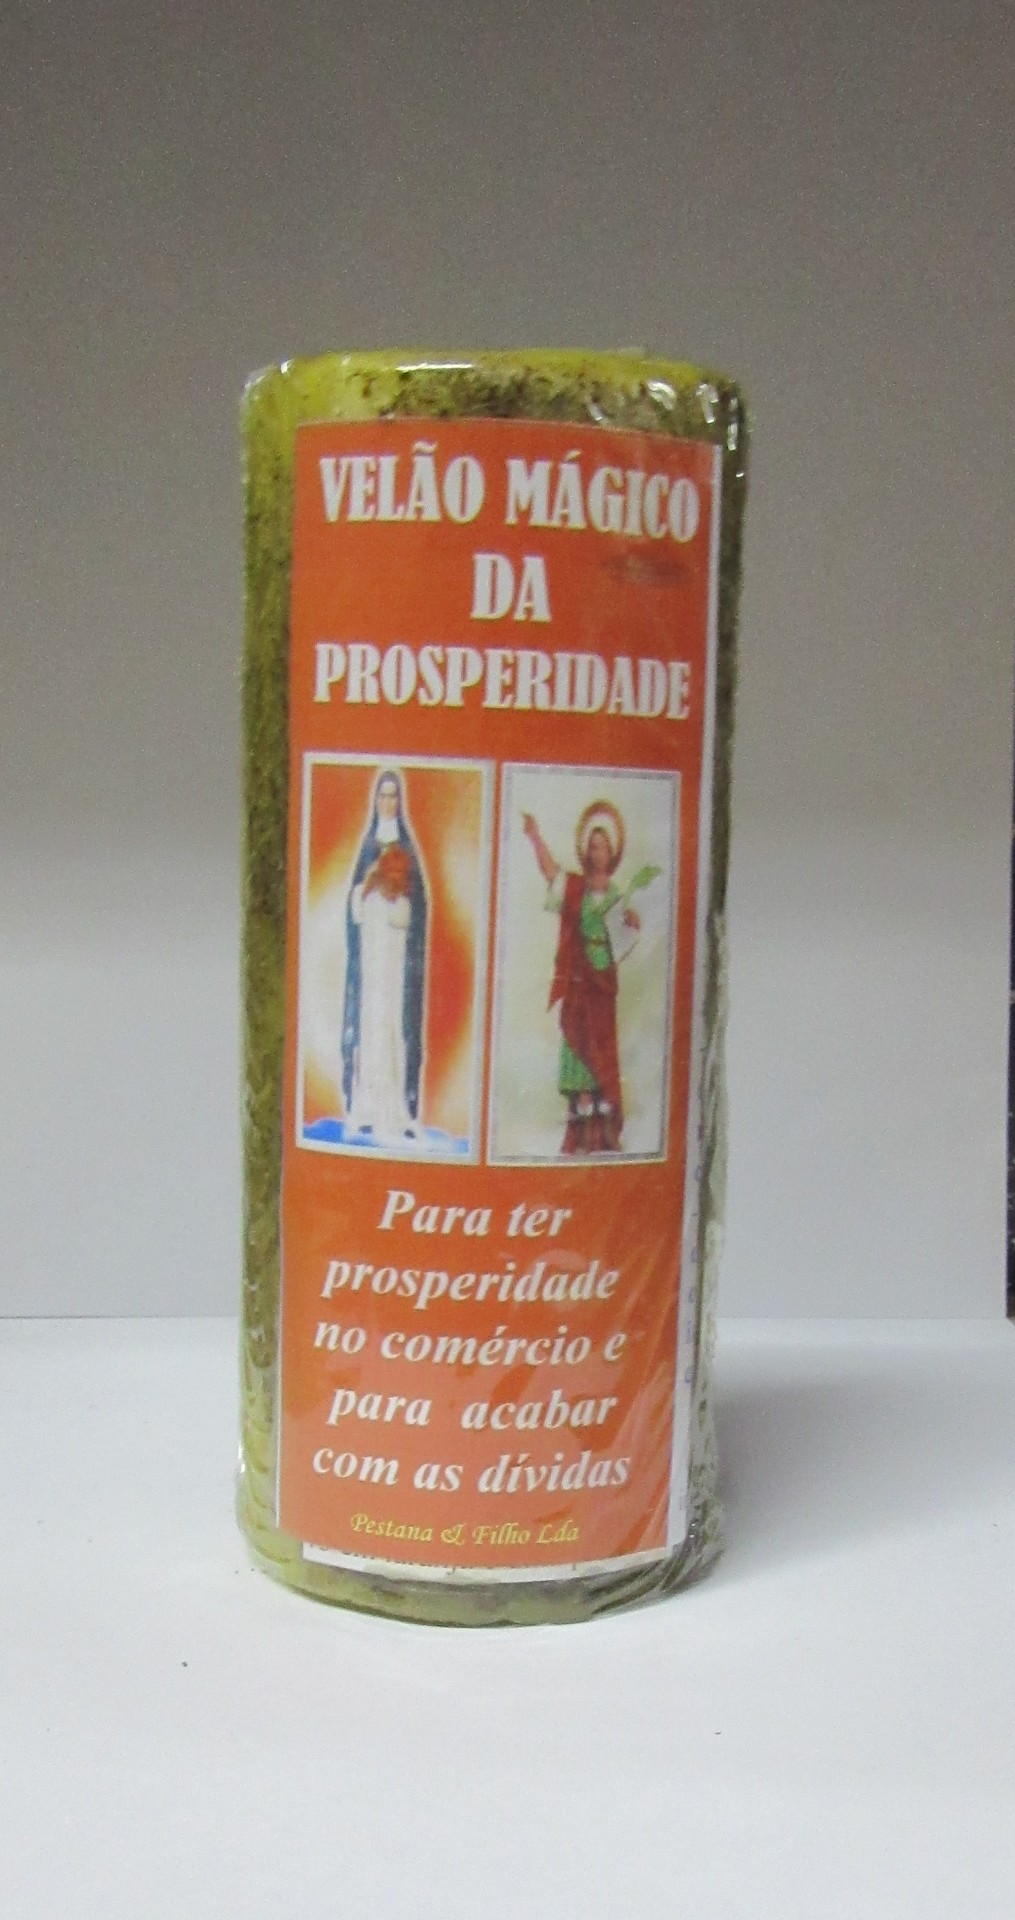 VELÃO MÁGICO
DA
PROSPERIDADE
Para ter
prosperidade
no comércio e
para acabar
com as dívidas
Pestana & Filho Lda